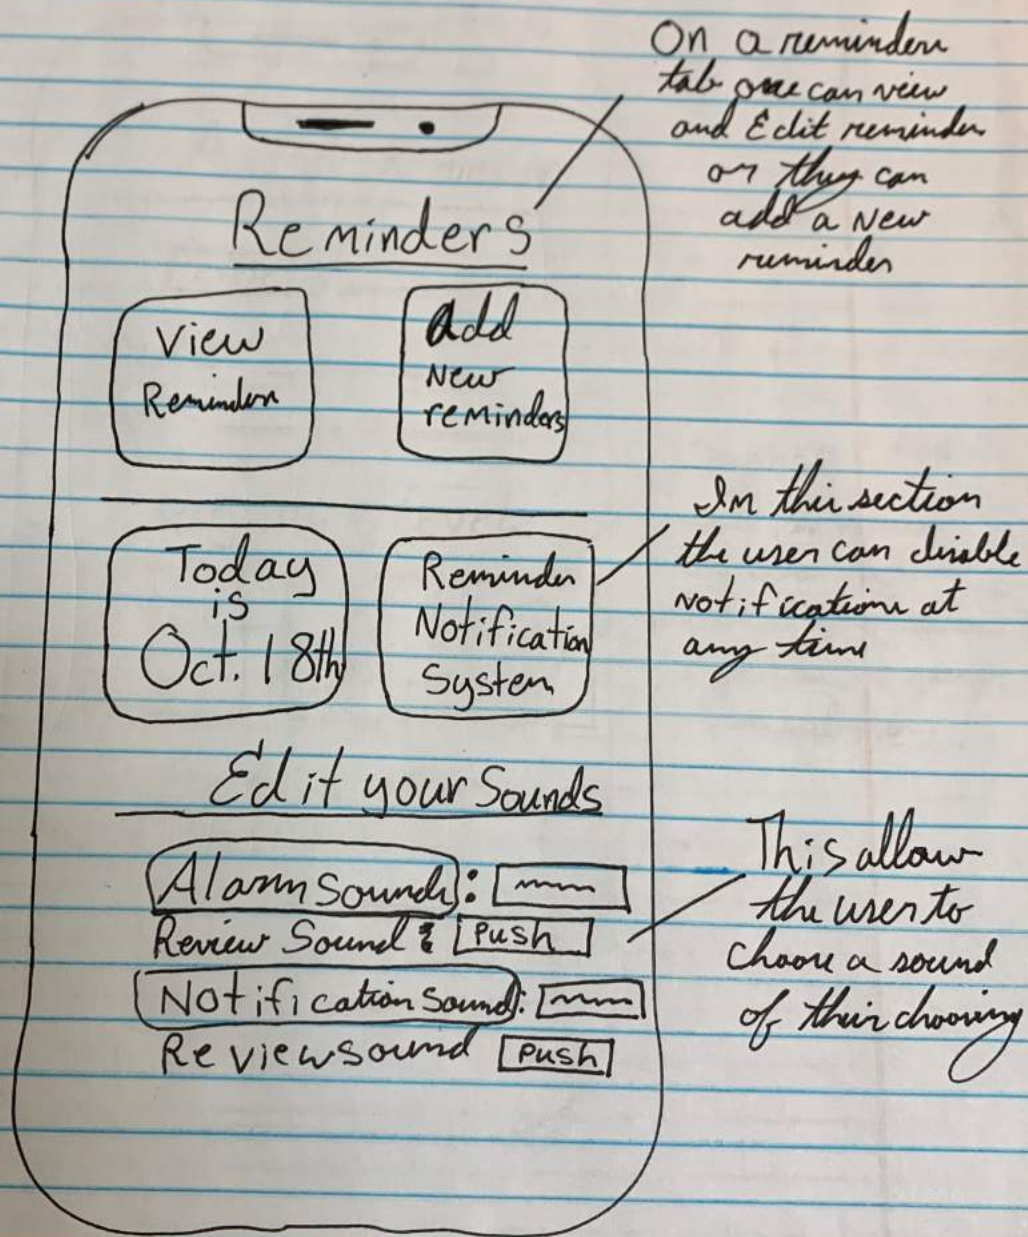 On a reminder
tab one can view
and Edit reminder
or they can
add a New
reminder
Reminders
View
Reminder
Add
New
reminders
In this section
the user can disable
Notifications at
any time
Today
is
Oct. 18th
Reminder
Notification
System
Edit your Sounds
Alarm Sounds:
Review Sound: Push
Notification Sound:
Review sound Push
This allow
the user to
Choose a sound
of their choosing